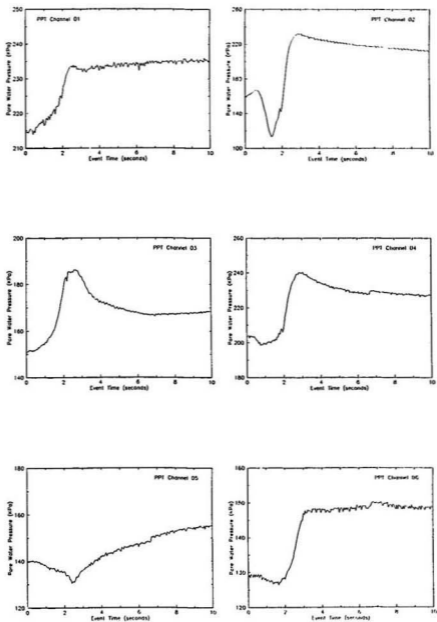 PPT Channel 01
250
240
230
220
210
Pore Water Pressure (kPa)
0 2 4 6 8 10
Event Time (seconds)
PPT Channel 02
260
220
180
140
100
Pore Water Pressure (kPa)
0 2 4 6 8 10
Event Time (seconds)
PPT Channel 03
200
180
160
140
Pore Water Pressure (kPa)
0 2 4 6 8 10
Event Time (seconds)
PPT Channel 04
260
240
220
200
180
Pore Water Pressure (kPa)
0 2 4 6 8 10
Event Time (seconds)
PPT Channel 05
180
160
140
120
Pore Water Pressure (kPa)
0 2 4 6 8 10
Event Time (seconds)
PPT Channel 06
160
150
140
130
120
Pore Water Pressure (kPa)
0 2 4 6 8 10
Event Time (seconds)